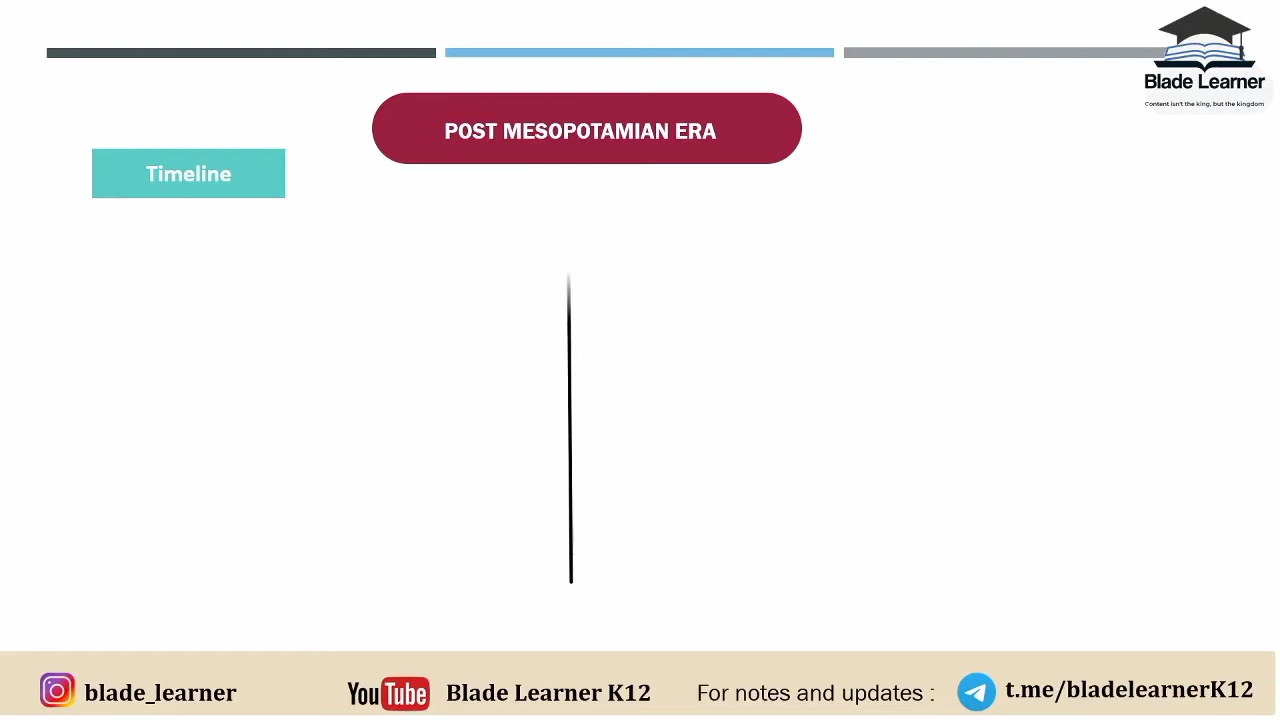 Blade Learner
Content isn't the king, but the kingdom
POST MESOPOTAMIAN ERA
Timeline
blade_learner
YouTube
Blade Learner K12
For notes and updates :
t.me/bladelearnerK12